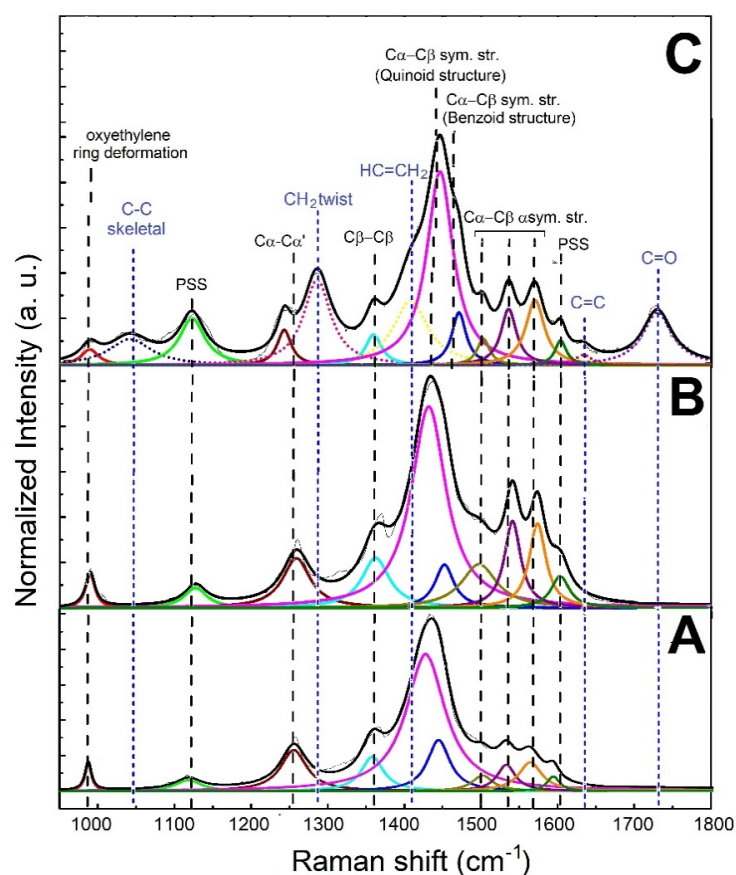 C
Cα–Cβ sym. str.
(Quinoid structure)
Cα–Cβ sym. str.
(Benzoid structure)
oxyethylene
ring deformation
HC=CH₂
C-C
skeletal
CH₂twist
Cα–Cβ αsym. str.
Cα-Cα'
Cβ–Cβ
PSS
PSS
C=O
C=C
B
A
Normalized Intensity (a. u.)
1000 1100 1200 1300 1400 1500 1600 1700 1800
Raman shift (cm⁻¹)